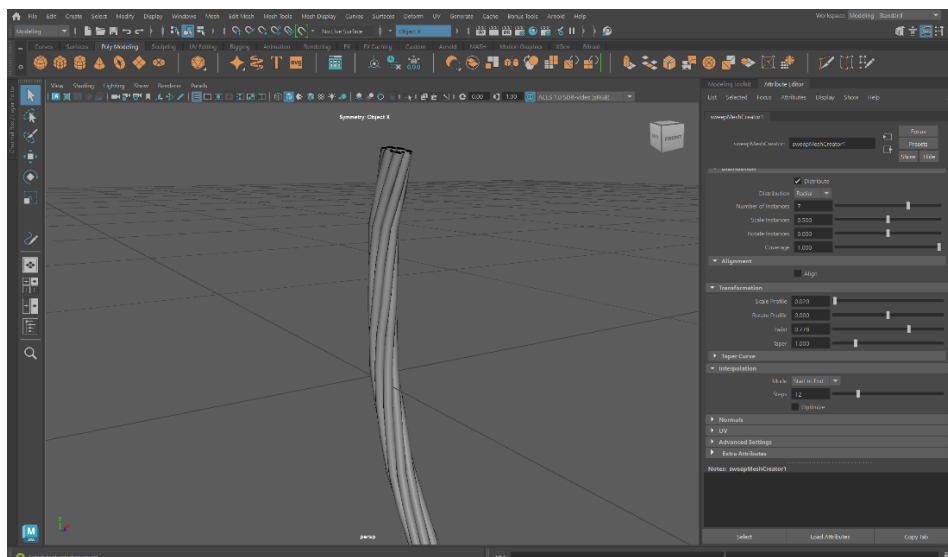 File Edit Create Select Modify Display Windows Mesh Edit Mesh Mesh Tools Mesh Display Curves Surfaces Deform UV Generate Cache Bonus Tools Arnold Help
Workspace: Modeling - Standard
Modeling
No Live Surface
Object X
Curves Surfaces Poly Modeling Sculpting UV Editing Rigging Animation Rendering FX FX Caching Custom Arnold MASH Motion Graphics XGen
View Shading Lighting Show Renderer Panels
0.00 1.00 ACES 1.0 SDR-video (sRGB)
Symmetry: Object X
FRONT
persp
Modeling Toolkit Attribute Editor
List Selected Focus Attributes Display Show Help
sweepMeshCreator1
sweepMeshCreator: sweepMeshCreator1
Focus
Presets
Show Hide
Distribution
Distribute
Distribution Radial
Number of Instances 7
Scale Instances 0.500
Rotate Instances 0.000
Coverage 1.000
Alignment
Align
Transformation
Scale Profile 0.820
Rotate Profile 0.000
Twist 0.770
Taper 1.000
Taper Curve
Interpolation
Mode Start to End
Steps 12
Optimize
Normals
UV
Advanced Settings
Extra Attributes
Notes: sweepMeshCreator1
Select Load Attributes Copy Tab